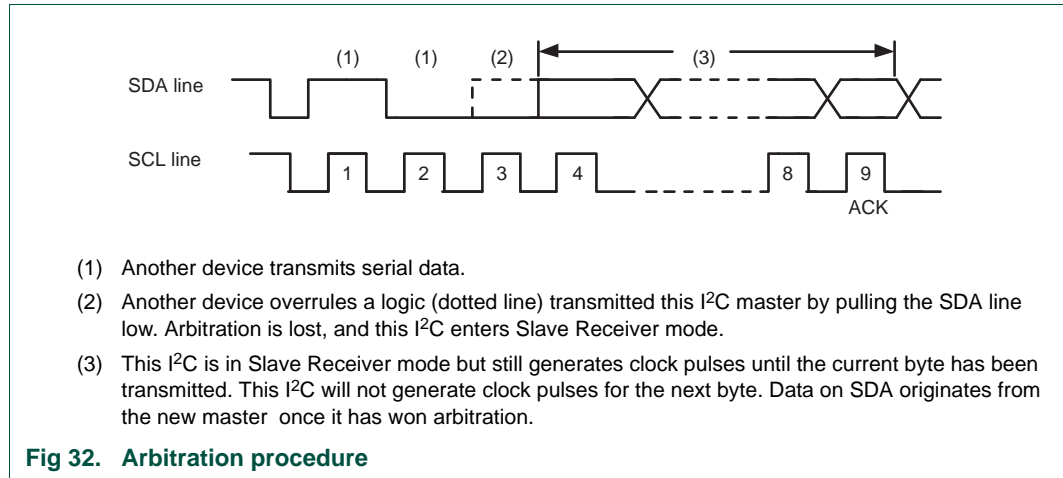 (1) (1) (2) (3)
SDA line
SCL line
1 2 3 4 8 9
ACK
(1) Another device transmits serial data.
(2) Another device overrules a logic (dotted line) transmitted this I2C master by pulling the SDA line
low. Arbitration is lost, and this I2C enters Slave Receiver mode.
(3) This I2C is in Slave Receiver mode but still generates clock pulses until the current byte has been
transmitted. This I2C will not generate clock pulses for the next byte. Data on SDA originates from
the new master once it has won arbitration.
Fig 32. Arbitration procedure